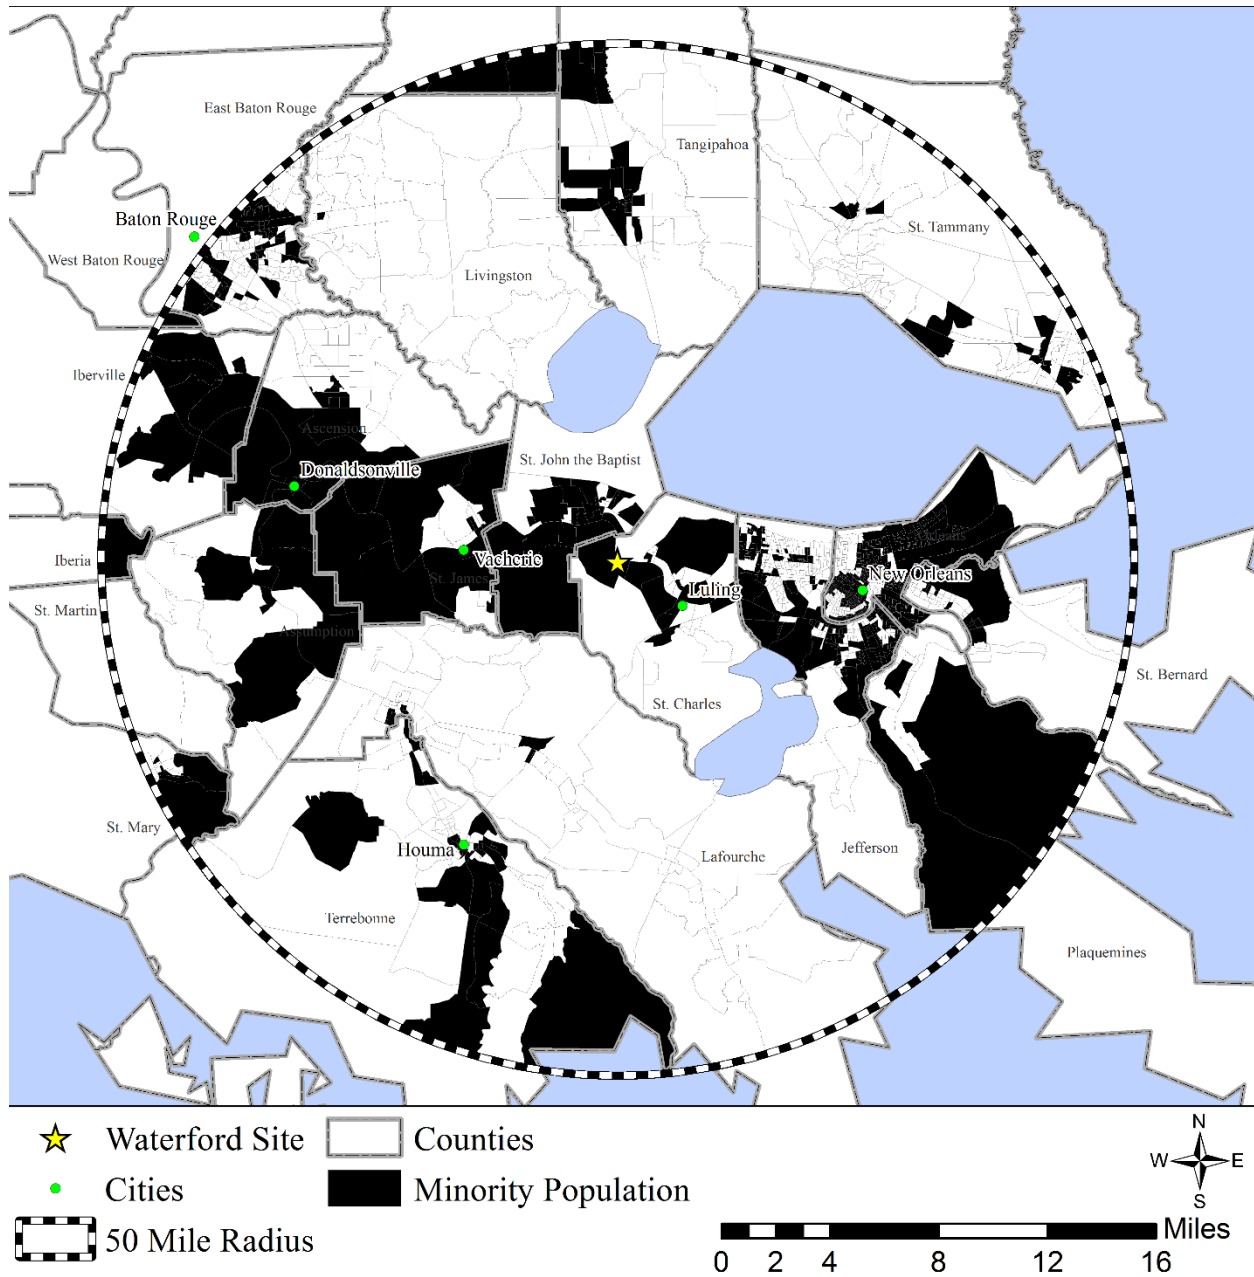 East Baton Rouge
Tangipahoa
Baton Rouge
St. Tammany
West Baton Rouge
Livingston
Iberville
Ascension
St. John the Baptist
Donaldsonville
Orleans
Iberia
Vacherie
St. James
New Orleans
Luling
St. Martin
Assumption
St. Bernard
St. Charles
St. Mary
Houma
Lafourche
Jefferson
Terrebonne
Plaquemines
Waterford Site
Counties
Cities
Minority Population
50 Mile Radius
N
W E
S
Miles
0 2 4 8 12 16